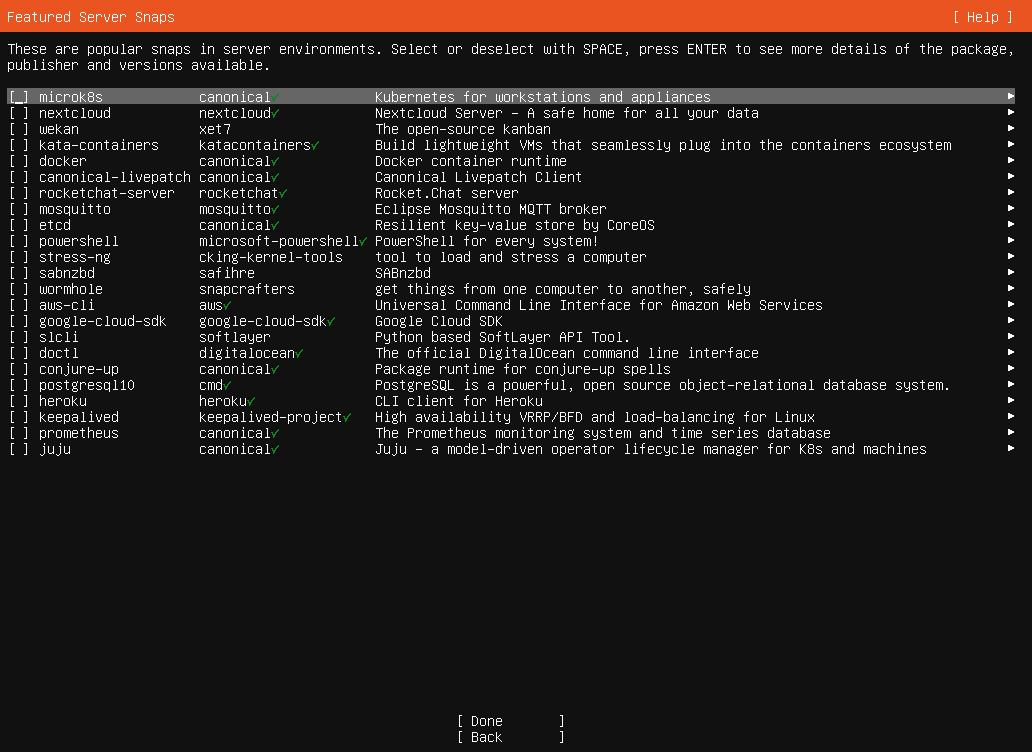 Featured Server Snaps [ Help ]
These are popular snaps in server environments. Select or deselect with SPACE, press ENTER to see more details of the package,
publisher and versions available.
[_] microk8s canonical✓ Kubernetes for workstations and appliances ▸
[ ] nextcloud nextcloud✓ Nextcloud Server - A safe home for all your data ▸
[ ] wekan xet7 The open-source kanban ▸
[ ] kata-containers katacontainers✓ Build lightweight VMs that seamlessly plug into the containers ecosystem ▸
[ ] docker canonical✓ Docker container runtime ▸
[ ] canonical-livepatch canonical✓ Canonical Livepatch Client ▸
[ ] rocketchat-server rocketchat✓ Rocket.Chat server ▸
[ ] mosquitto mosquitto✓ Eclipse Mosquitto MQTT broker ▸
[ ] etcd canonical✓ Resilient key-value store by CoreOS ▸
[ ] powershell microsoft-powershell✓ PowerShell for every system! ▸
[ ] stress-ng cking-kernel-tools tool to load and stress a computer ▸
[ ] sabnzbd safihre SABnzbd ▸
[ ] wormhole snapcrafters get things from one computer to another, safely ▸
[ ] aws-cli aws✓ Universal Command Line Interface for Amazon Web Services ▸
[ ] google-cloud-sdk google-cloud-sdk✓ Google Cloud SDK ▸
[ ] slcli softlayer Python based SoftLayer API Tool. ▸
[ ] doctl digitalocean✓ The official DigitalOcean command line interface ▸
[ ] conjure-up canonical✓ Package runtime for conjure-up spells ▸
[ ] postgresql10 cmd✓ PostgreSQL is a powerful, open source object-relational database system. ▸
[ ] heroku heroku✓ CLI client for Heroku ▸
[ ] keepalived keepalived-project✓ High availability VRRP/BFD and load-balancing for Linux ▸
[ ] prometheus canonical✓ The Prometheus monitoring system and time series database ▸
[ ] juju canonical✓ Juju - a model-driven operator lifecycle manager for K8s and machines ▸
[ Done ]
[ Back ]